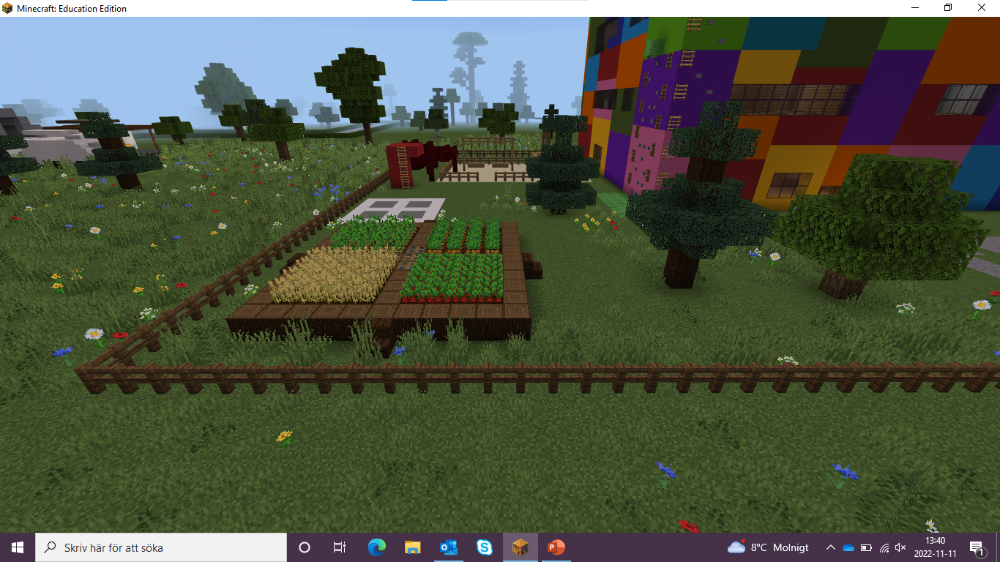 Minecraft: Education Edition
Skriv här för att söka
8°C Molnigt
13:40
2022-11-11
1